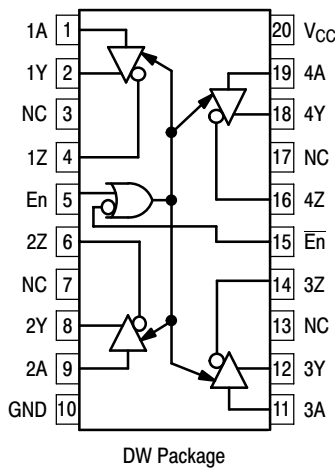 1A 1 20 VCC
1Y 2 19 4A
NC 3 18 4Y
1Z 4 17 NC
En 5 16 4Z
2Z 6 15 E̅n̅
NC 7 14 3Z
2Y 8 13 NC
2A 9 12 3Y
GND 10 11 3A
DW Package